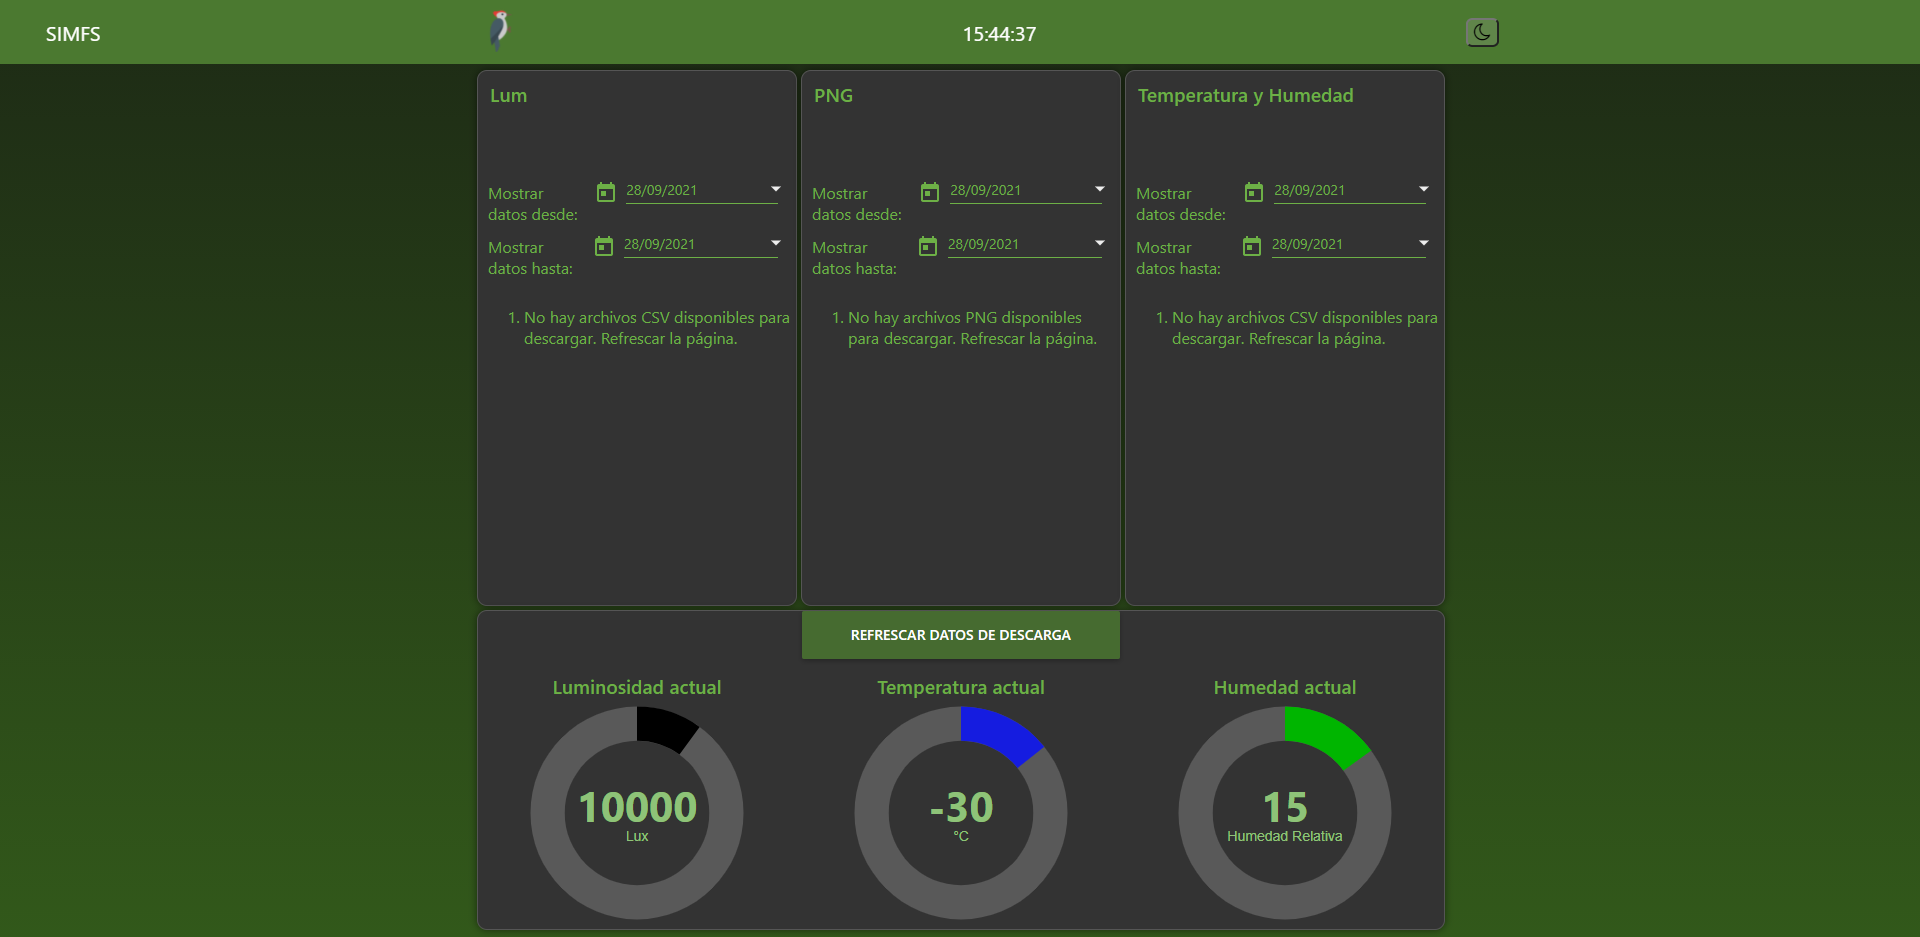 SIMFS
15:44:37
Lum
Mostrar
datos desde:
28/09/2021
Mostrar
datos hasta:
28/09/2021
1. No hay archivos CSV disponibles para
descargar. Refrescar la página.
PNG
Mostrar
datos desde:
28/09/2021
Mostrar
datos hasta:
28/09/2021
1. No hay archivos PNG disponibles
para descargar. Refrescar la página.
Temperatura y Humedad
Mostrar
datos desde:
28/09/2021
Mostrar
datos hasta:
28/09/2021
1. No hay archivos CSV disponibles para
descargar. Refrescar la página.
REFRESCAR DATOS DE DESCARGA
Luminosidad actual
10000
Lux
Temperatura actual
-30
°C
Humedad actual
15
Humedad Relativa